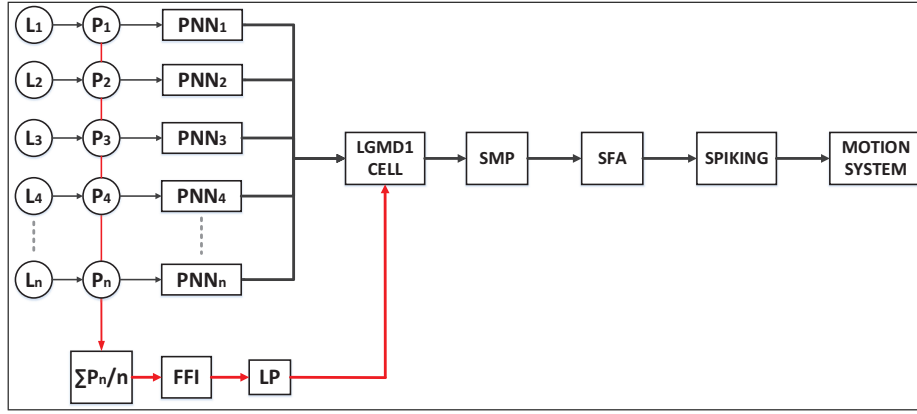 L1 P1 PNN1
L2 P2 PNN2
L3 P3 PNN3
LGMD1
CELL
SMP
SFA
SPIKING
MOTION
SYSTEM
L4 P4 PNN4
Ln Pn PNNn
∑Pn/n
FFI
LP